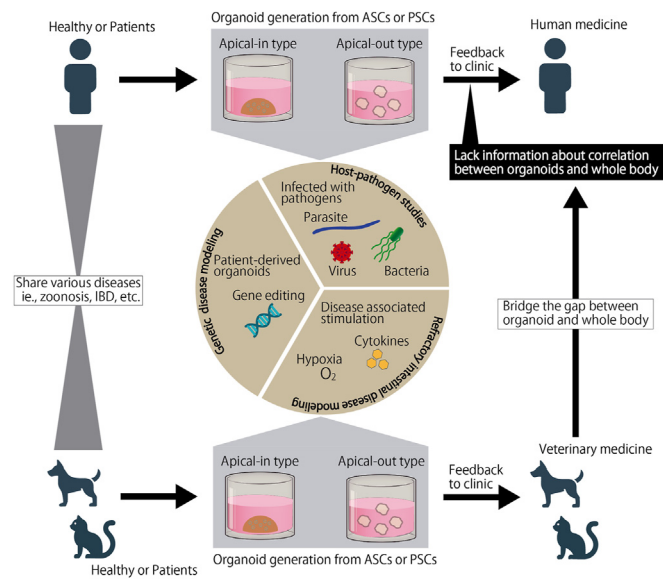 Healthy or Patients
Organoid generation from ASCs or PSCs
Apical-in type
Apical-out type
Feedback
to clinic
Human medicine
Lack information about correlation
between organoids and whole body
Host-pathogen studies
Infected with
pathogens
Parasite
Virus
Bacteria
Genetic disease modeling
Patient-derived
organoids
Gene editing
Refractory intestinal disease modeling
Disease associated
stimulation
Cytokines
Hypoxia
O2
Share various diseases
ie., zoonosis, IBD, etc.
Bridge the gap between
organoid and whole body
Apical-in type
Apical-out type
Organoid generation from ASCs or PSCs
Feedback
to clinic
Veterinary medicine
Healthy or Patients